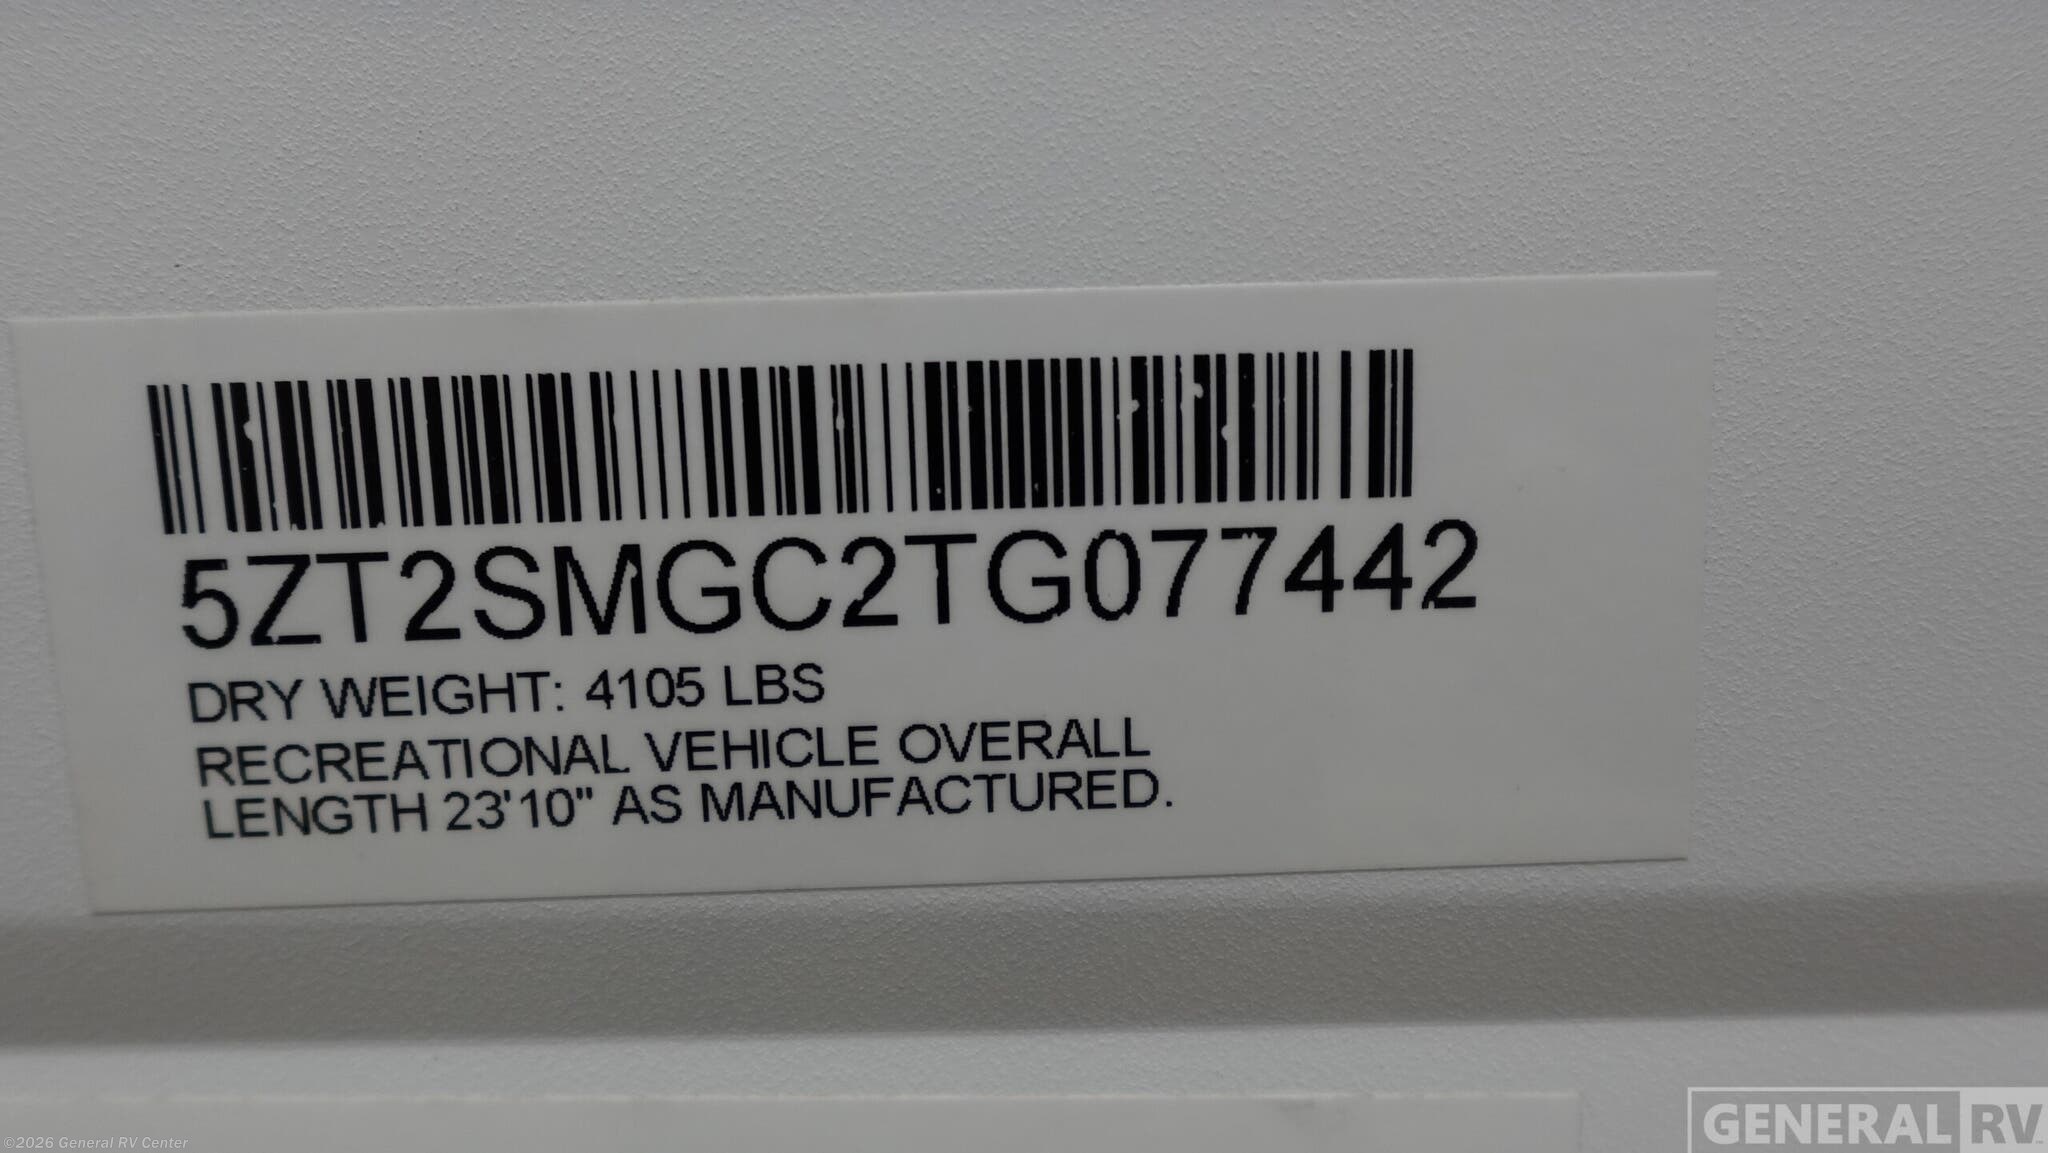 5ZT2SMGC2TG077442
DRY WEIGHT: 4105 LBS
RECREATIONAL VEHICLE OVERALL
LENGTH 23'10" AS MANUFACTURED.
©2026 General RV Center
GENERAL RV